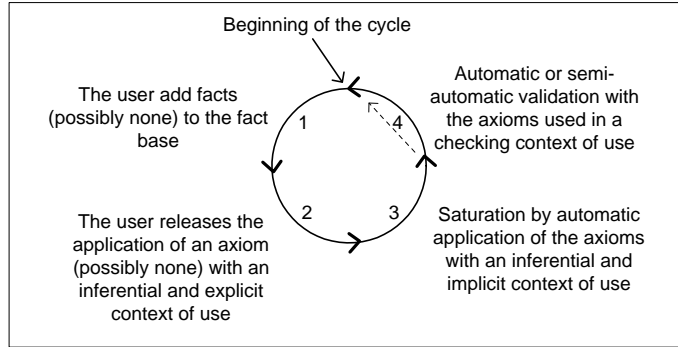 Beginning of the cycle
The user add facts
(possibly none) to the fact
base
1
4
Automatic or semi-
automatic validation with
the axioms used in a
checking context of use
The user releases the
application of an axiom
(possibly none) with an
inferential and explicit
context of use
2
3
Saturation by automatic
application of the axioms
with an inferential and
implicit context of use